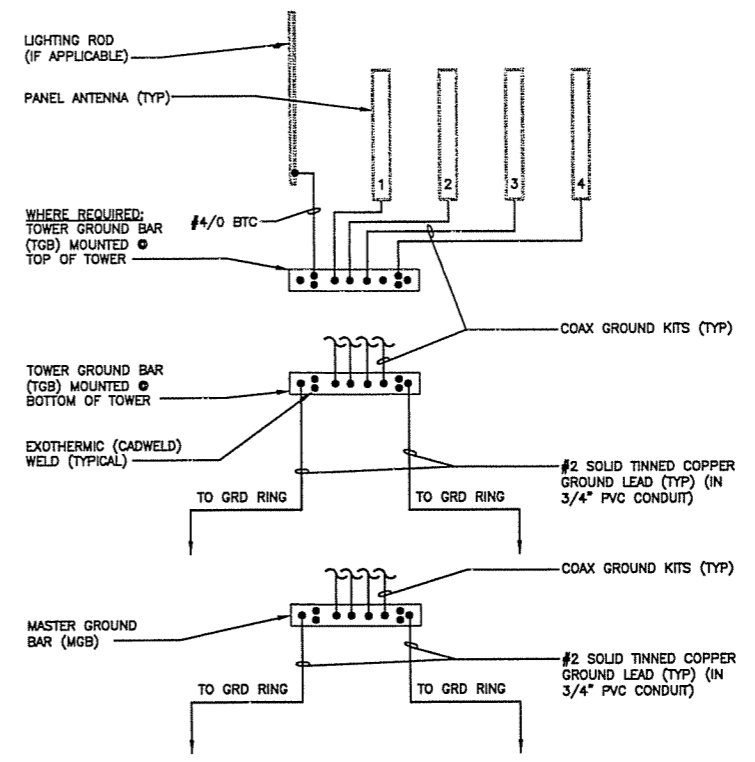 LIGHTING ROD
(IF APPLICABLE)
PANEL ANTENNA (TYP)
1
2
3
4
WHERE REQUIRED:
TOWER GROUND BAR
(TGB) MOUNTED @
TOP OF TOWER
#4/0 BTC
COAX GROUND KITS (TYP)
TOWER GROUND BAR
(TGB) MOUNTED @
BOTTOM OF TOWER
EXOTHERMIC (CADWELD)
WELD (TYPICAL)
#2 SOLID TINNED COPPER
GROUND LEAD (TYP) (IN
3/4" PVC CONDUIT)
TO GRD RING
TO GRD RING
COAX GROUND KITS (TYP)
MASTER GROUND
BAR (MGB)
#2 SOLID TINNED COPPER
GROUND LEAD (TYP) (IN
3/4" PVC CONDUIT)
TO GRD RING
TO GRD RING